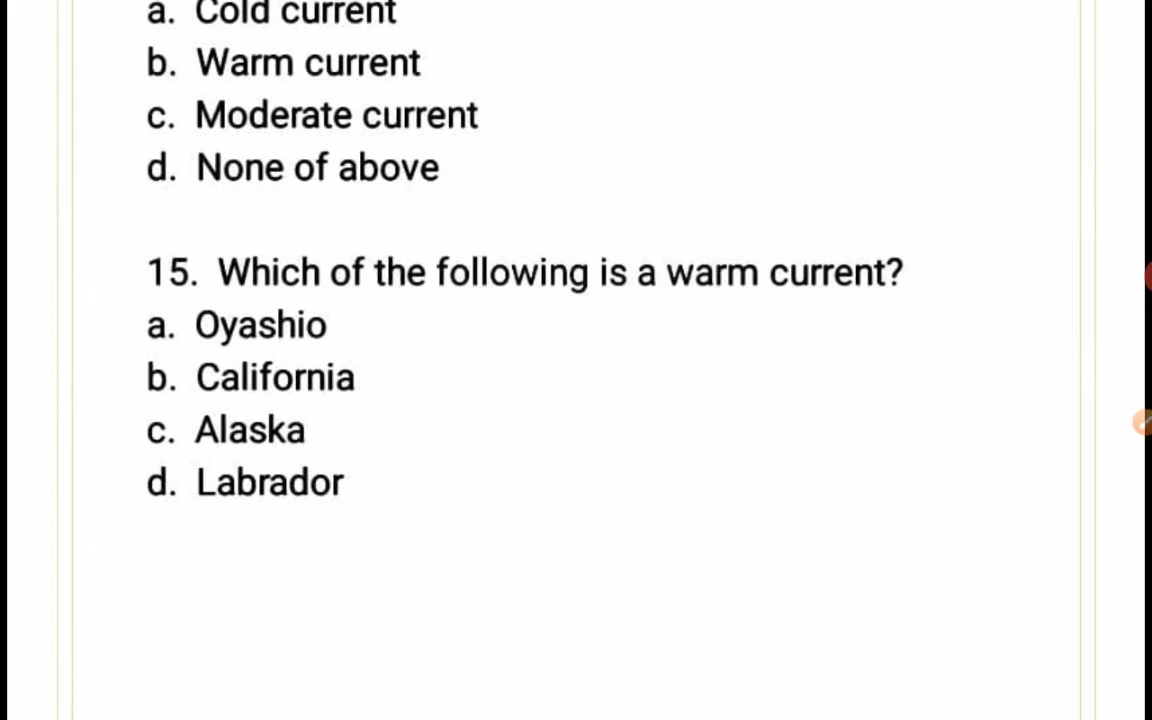 a. Cold current
b. Warm current
c. Moderate current
d. None of above
15. Which of the following is a warm current?
a. Oyashio
b. California
c. Alaska
d. Labrador